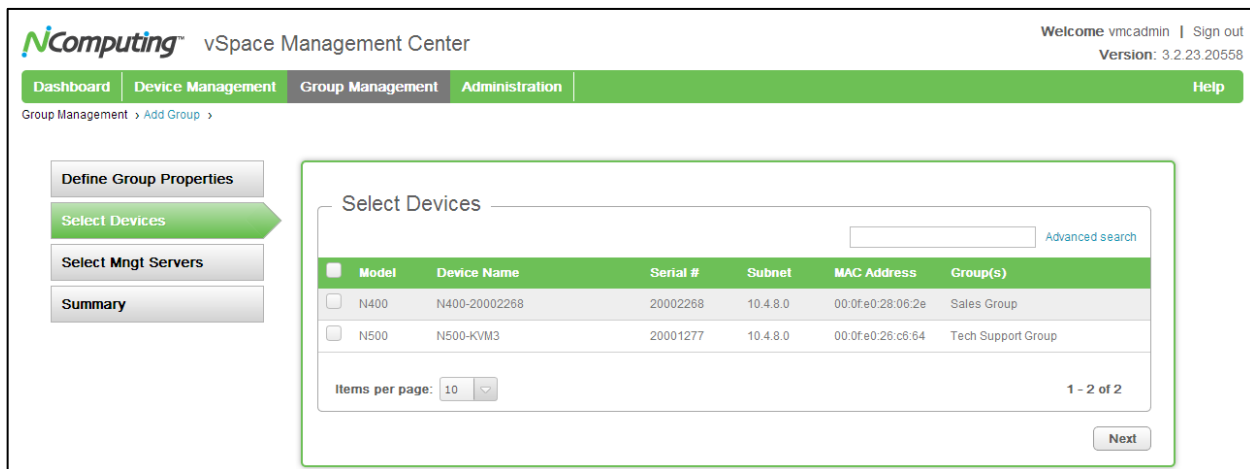 NComputing™ vSpace Management Center
Welcome vmcadmin | Sign out
Version: 3.2.23.20558
Dashboard Device Management Group Management Administration Help
Group Management › Add Group ›
Define Group Properties
Select Devices
Select Mngt Servers
Summary
Select Devices
Advanced search
Model Device Name Serial # Subnet MAC Address Group(s)
N400 N400-20002268 20002268 10.4.8.0 00:0f:e0:28:06:2e Sales Group
N500 N500-KVM3 20001277 10.4.8.0 00:0f:e0:26:c6:64 Tech Support Group
Items per page: 10 1 - 2 of 2
Next